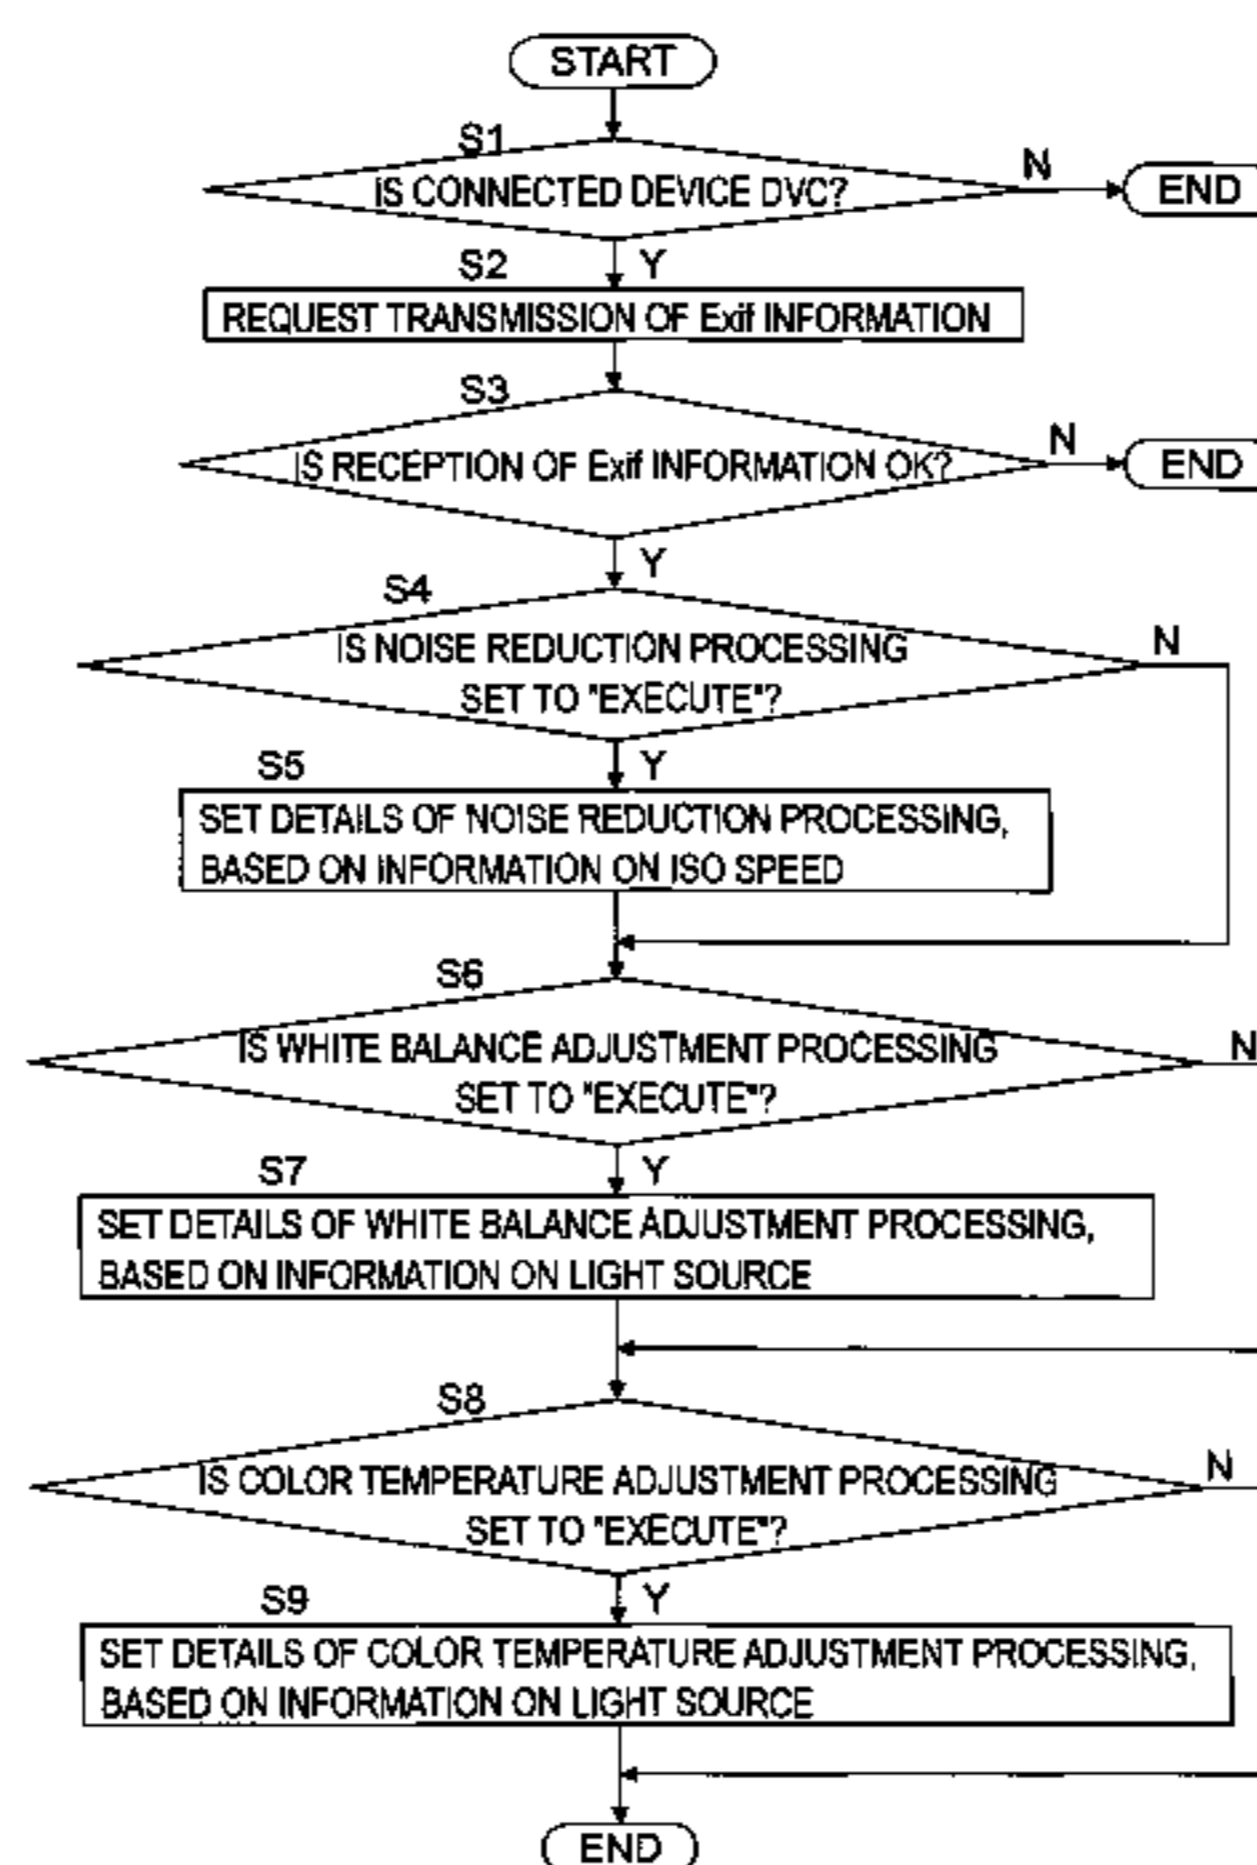 START
S1
IS CONNECTED DEVICE DVC?
N
END
Y
S2
REQUEST TRANSMISSION OF Exif INFORMATION
S3
IS RECEPTION OF Exif INFORMATION OK?
N
END
Y
S4
IS NOISE REDUCTION PROCESSING
SET TO "EXECUTE"?
N
Y
S5
SET DETAILS OF NOISE REDUCTION PROCESSING,
BASED ON INFORMATION ON ISO SPEED
S6
IS WHITE BALANCE ADJUSTMENT PROCESSING
SET TO "EXECUTE"?
N
Y
S7
SET DETAILS OF WHITE BALANCE ADJUSTMENT PROCESSING,
BASED ON INFORMATION ON LIGHT SOURCE
S8
IS COLOR TEMPERATURE ADJUSTMENT PROCESSING
SET TO "EXECUTE"?
N
Y
S9
SET DETAILS OF COLOR TEMPERATURE ADJUSTMENT PROCESSING,
BASED ON INFORMATION ON LIGHT SOURCE
END